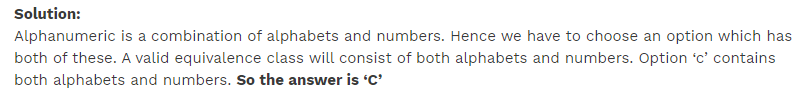 Solution:
Alphanumeric is a combination of alphabets and numbers. Hence we have to choose an option which has
both of these. A valid equivalence class will consist of both alphabets and numbers. Option ‘c’ contains
both alphabets and numbers. So the answer is ‘C’